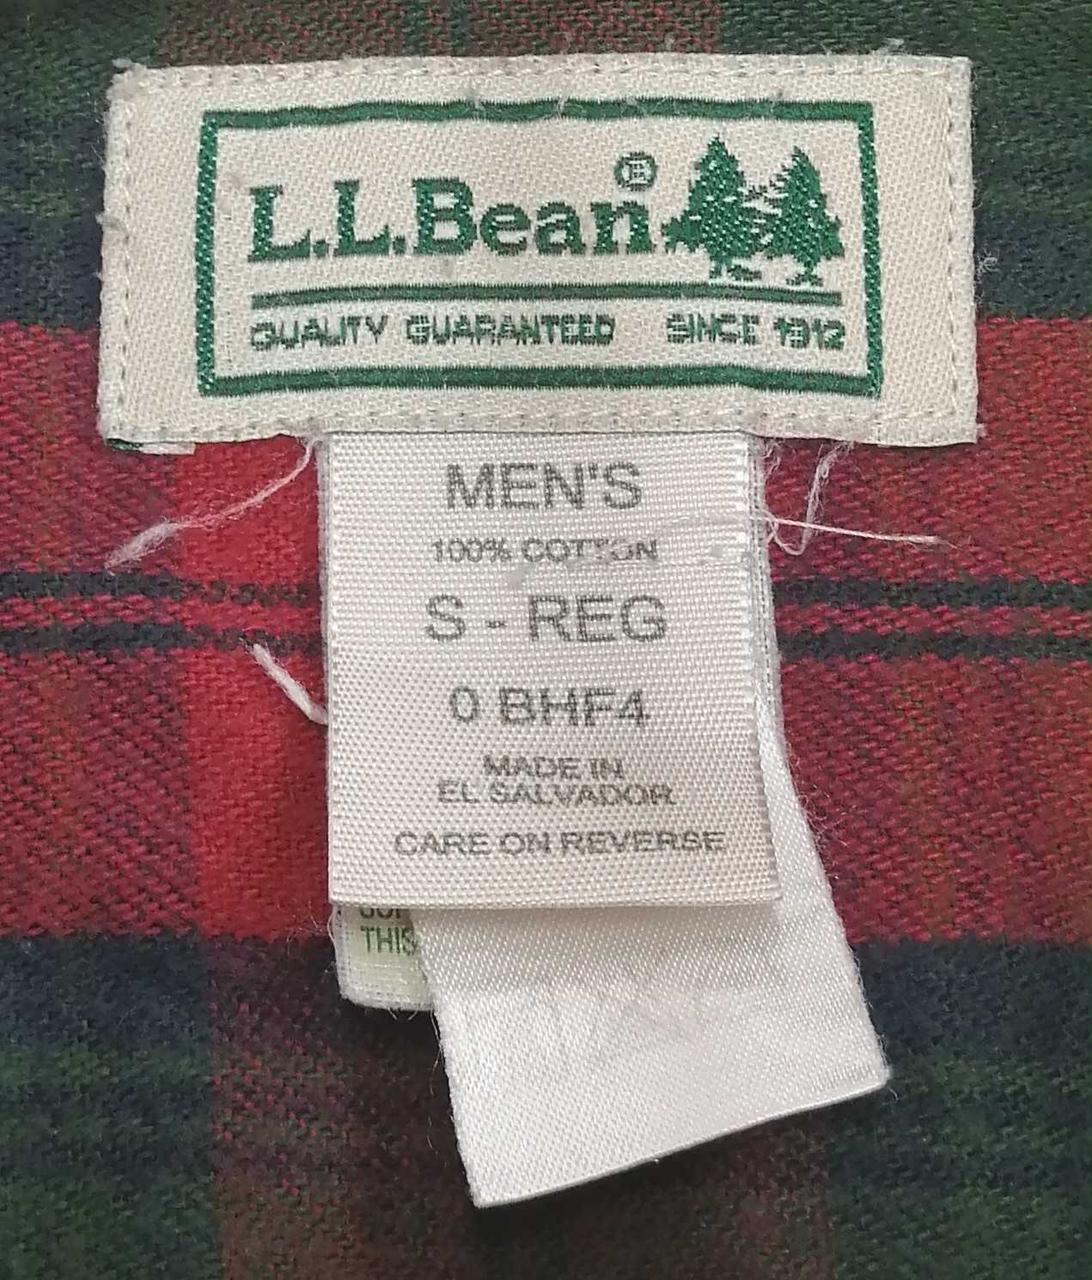 L.L.Bean®
QUALITY GUARANTEED SINCE 1912
MEN'S
100% COTTON
S - REG
0 BHF4
MADE IN
EL SALVADOR
CARE ON REVERSE
THIS